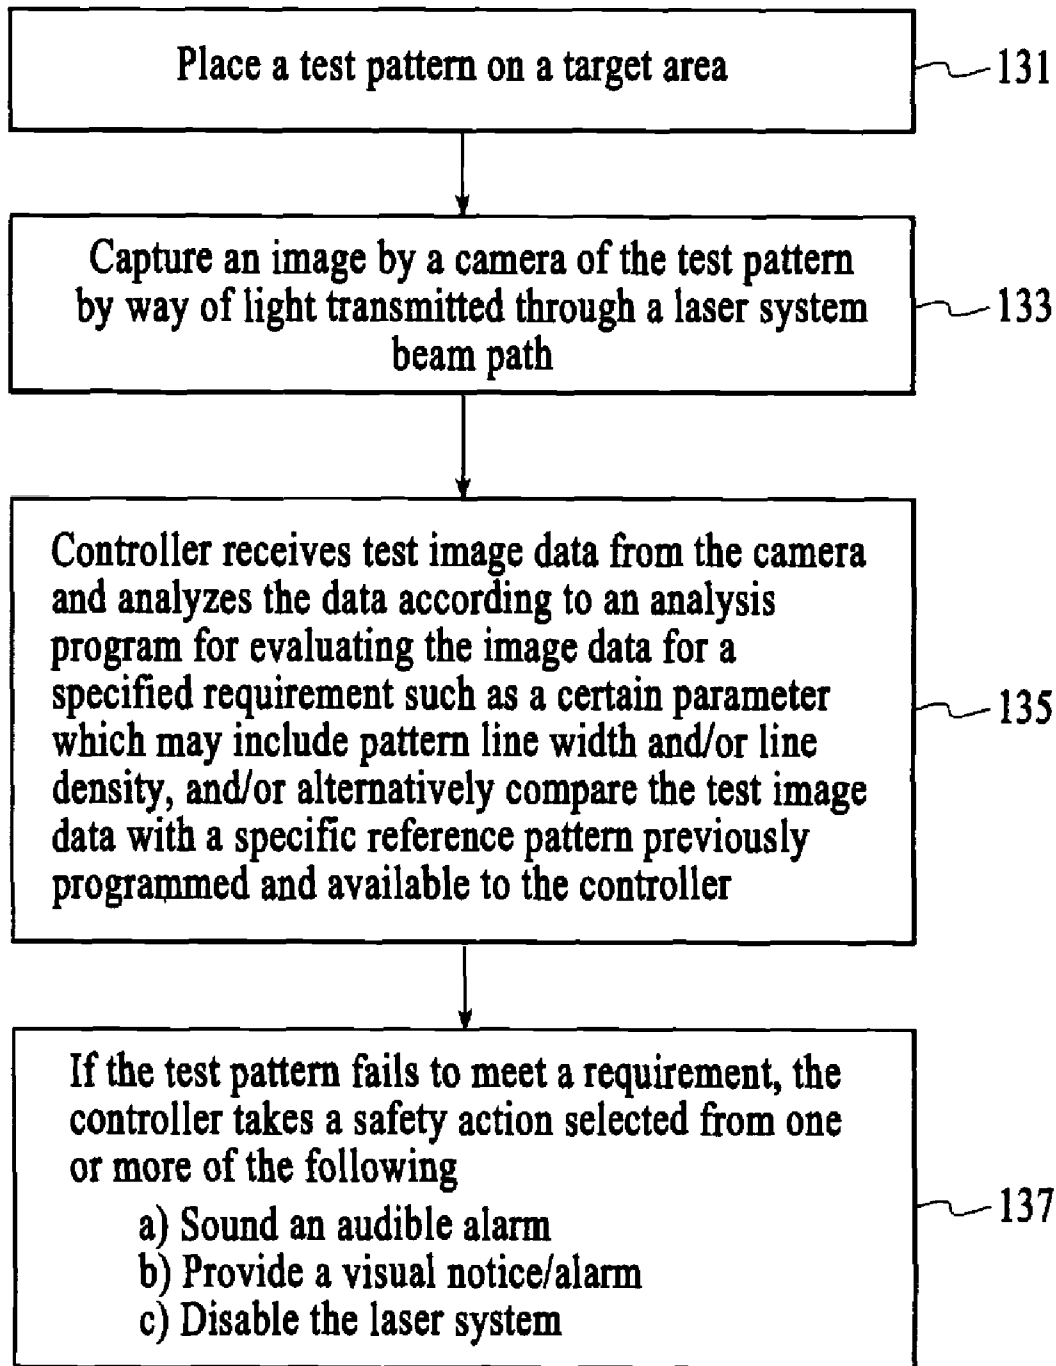 Place a test pattern on a target area
131
Capture an image by a camera of the test pattern
by way of light transmitted through a laser system
beam path
133
Controller receives test image data from the camera
and analyzes the data according to an analysis
program for evaluating the image data for a
specified requirement such as a certain parameter
which may include pattern line width and/or line
density, and/or alternatively compare the test image
data with a specific reference pattern previously
programmed and available to the controller
135
If the test pattern fails to meet a requirement, the
controller takes a safety action selected from one
or more of the following
a) Sound an audible alarm
b) Provide a visual notice/alarm
c) Disable the laser system
137